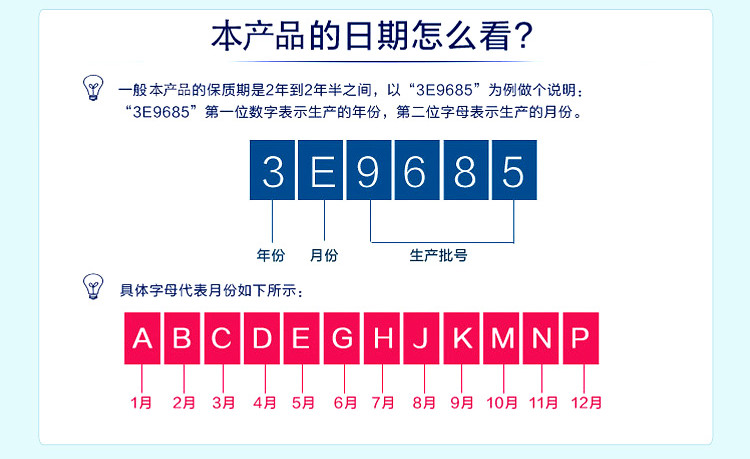 本产品的日期怎么看？
一般本产品的保质期是2年到2年半之间，以“3E9685”为例做个说明：
“3E9685”第一位数字表示生产的年份，第二位字母表示生产的月份。
3 E 9 6 8 5
年份 月份 生产批号
具体字母代表月份如下所示：
A B C D E G H J K M N P
1月 2月 3月 4月 5月 6月 7月 8月 9月 10月 11月 12月